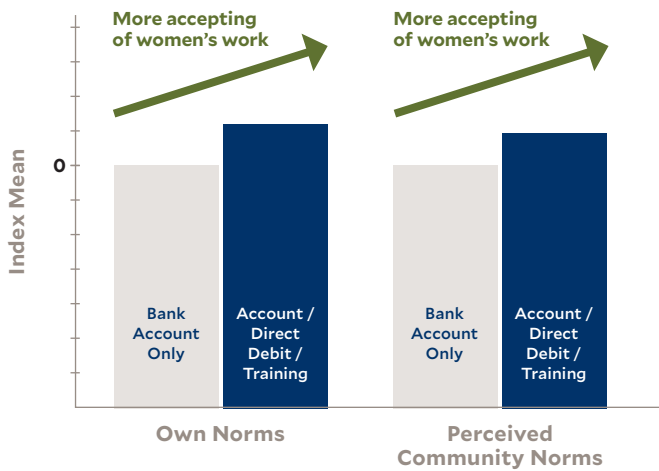 More accepting
of women's work
More accepting
of women's work
Index Mean
0
Bank
Account
Only
Account /
Direct
Debit /
Training
Bank
Account
Only
Account /
Direct
Debit /
Training
Own Norms
Perceived
Community Norms